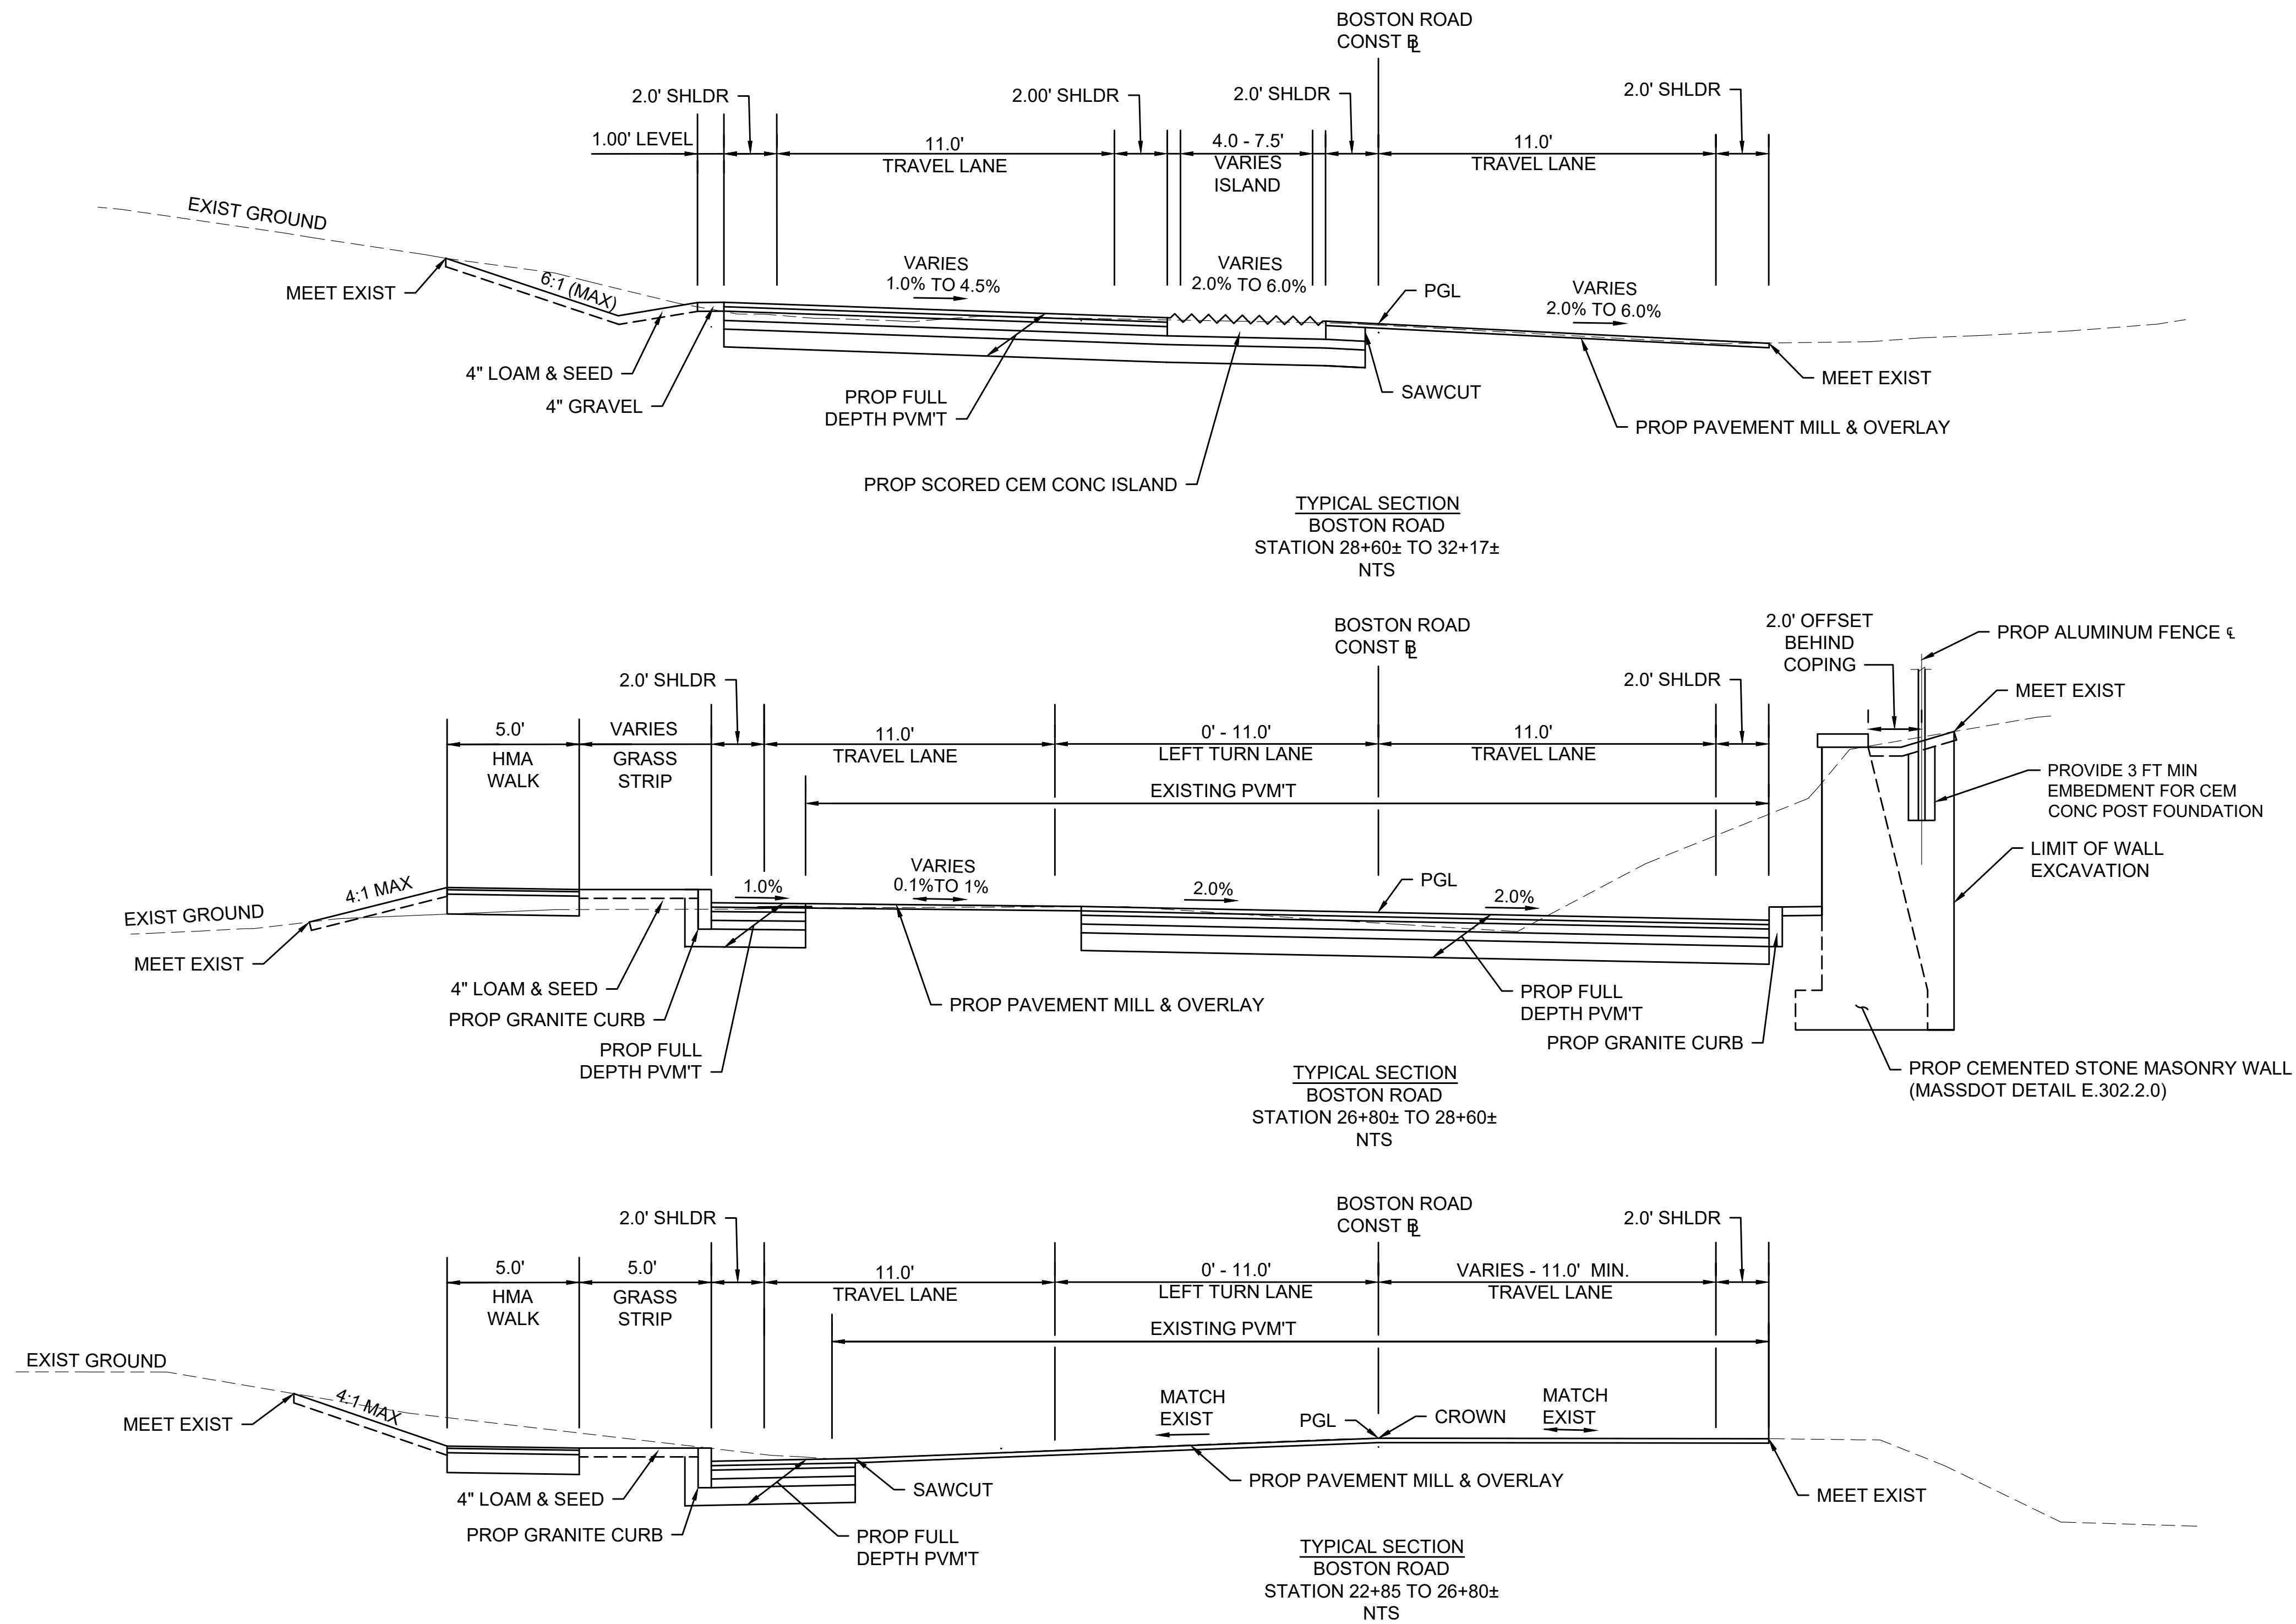 BOSTON ROAD
CONST BL
2.0' SHLDR
2.00' SHLDR
2.0' SHLDR
2.0' SHLDR
1.00' LEVEL
11.0'
TRAVEL LANE
4.0 - 7.5'
VARIES
ISLAND
11.0'
TRAVEL LANE
EXIST GROUND
MEET EXIST
6:1 (MAX)
VARIES
1.0% TO 4.5%
VARIES
2.0% TO 6.0%
PGL
VARIES
2.0% TO 6.0%
4" LOAM & SEED
4" GRAVEL
PROP FULL
DEPTH PVM'T
SAWCUT
MEET EXIST
PROP PAVEMENT MILL & OVERLAY
PROP SCORED CEM CONC ISLAND
TYPICAL SECTION
BOSTON ROAD
STATION 28+60± TO 32+17±
NTS
BOSTON ROAD
CONST BL
2.0' OFFSET
BEHIND
COPING
PROP ALUMINUM FENCE ℄
MEET EXIST
2.0' SHLDR
2.0' SHLDR
5.0'
HMA
WALK
VARIES
GRASS
STRIP
11.0'
TRAVEL LANE
0' - 11.0'
LEFT TURN LANE
11.0'
TRAVEL LANE
EXISTING PVM'T
PROVIDE 3 FT MIN
EMBEDMENT FOR CEM
CONC POST FOUNDATION
LIMIT OF WALL
EXCAVATION
EXIST GROUND
4:1 MAX
1.0%
VARIES
0.1%TO 1%
2.0%
PGL
2.0%
MEET EXIST
4" LOAM & SEED
PROP GRANITE CURB
PROP FULL
DEPTH PVM'T
PROP PAVEMENT MILL & OVERLAY
PROP FULL
DEPTH PVM'T
PROP GRANITE CURB
PROP CEMENTED STONE MASONRY WALL
(MASSDOT DETAIL E.302.2.0)
TYPICAL SECTION
BOSTON ROAD
STATION 26+80± TO 28+60±
NTS
BOSTON ROAD
CONST BL
2.0' SHLDR
2.0' SHLDR
5.0'
HMA
WALK
5.0'
GRASS
STRIP
11.0'
TRAVEL LANE
0' - 11.0'
LEFT TURN LANE
VARIES - 11.0' MIN.
TRAVEL LANE
EXISTING PVM'T
EXIST GROUND
MEET EXIST
4:1 MAX
MATCH
EXIST
PGL
CROWN
MATCH
EXIST
4" LOAM & SEED
PROP GRANITE CURB
SAWCUT
PROP FULL
DEPTH PVM'T
PROP PAVEMENT MILL & OVERLAY
MEET EXIST
TYPICAL SECTION
BOSTON ROAD
STATION 22+85 TO 26+80±
NTS